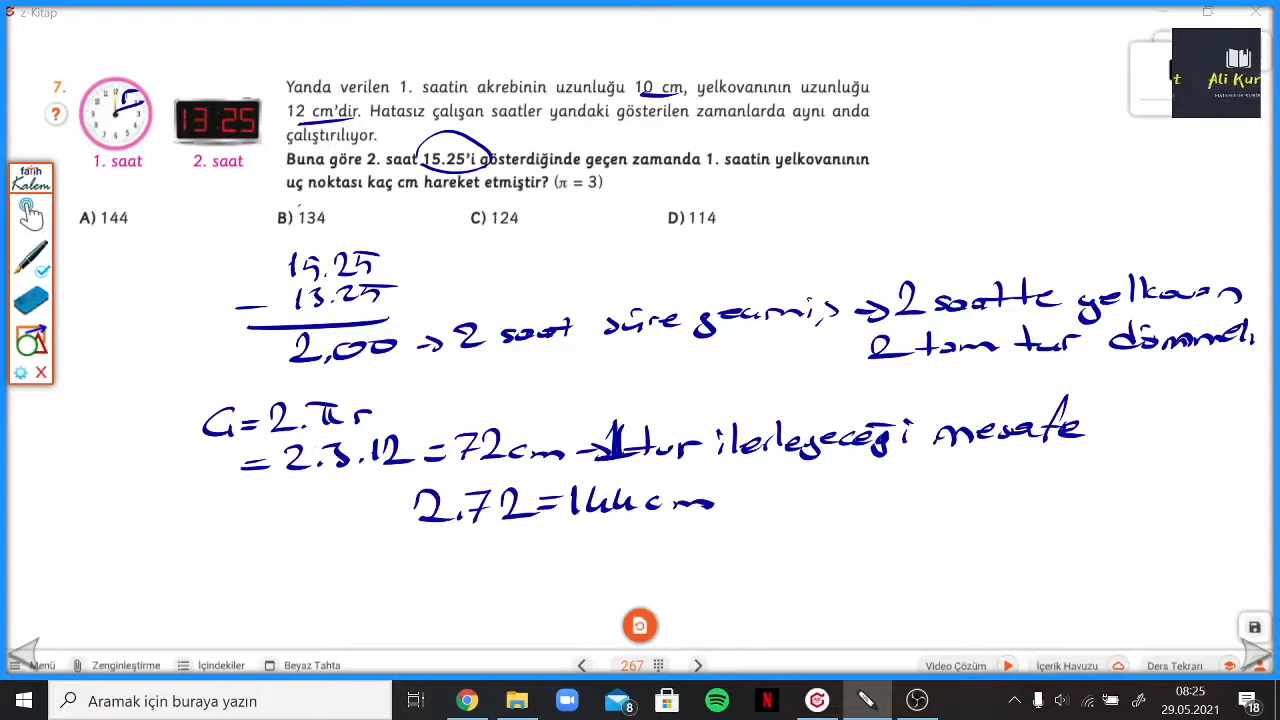 z-Kitap
Ali Kur
7.
?
1. saat
13:25
2. saat
Yanda verilen 1. saatin akrebinin uzunluğu 10 cm, yelkovanının uzunluğu
12 cm'dir. Hatasız çalışan saatler yandaki gösterilen zamanlarda aynı anda
çalıştırılıyor.
Buna göre 2. saat 15.25'i gösterdiğinde geçen zamanda 1. saatin yelkovanının
uç noktası kaç cm hareket etmiştir? (π = 3)
A) 144
B) 134
C) 124
D) 114
fatih
Kalem
15.25
— 13.25
2,00 → 2 saat süre geçmiş → 2 saatte yelkovan
2 tam tur dönmeli
Ç = 2.π r
= 2.3.12 = 72 cm → 1 tur ilerleyeceği mesafe
2.72 = 144 cm
Menü
Zenginleştirme
İçindekiler
Beyaz Tahta
267
Video Çözüm
İçerik Havuzu
Ders Tekrarı
Aramak için buraya yazın
8
08:25
29.05.2021
18